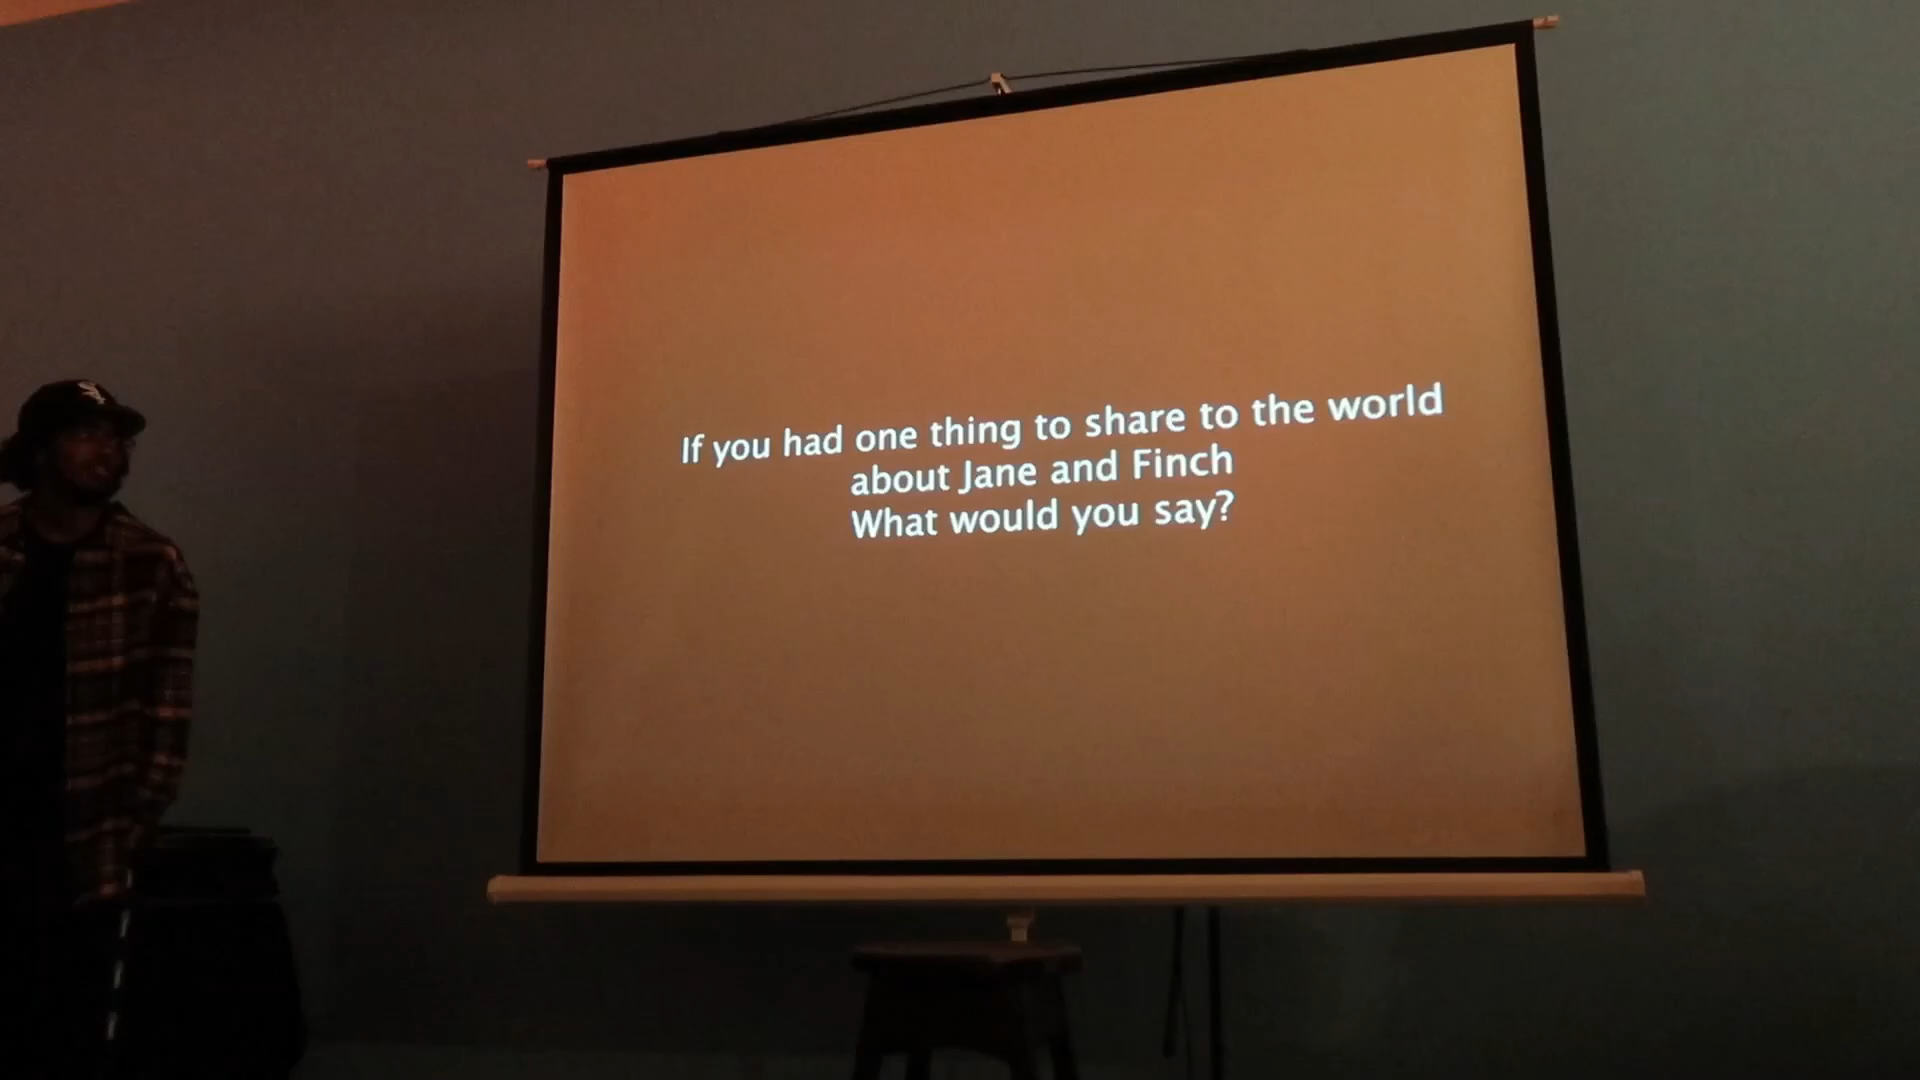 If you had one thing to share to the world
about Jane and Finch
What would you say?